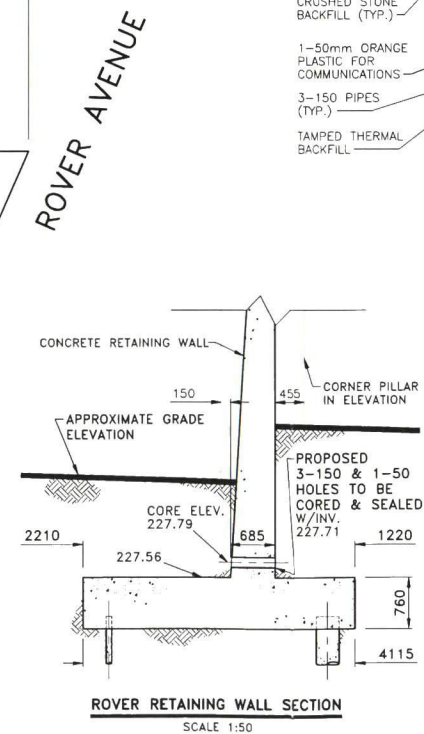 CRUSHED STONE
BACKFILL (TYP.)
1-50mm ORANGE
PLASTIC FOR
COMMUNICATIONS
3-150 PIPES
(TYP.)
TAMPED THERMAL
BACKFILL
ROVER AVENUE
CONCRETE RETAINING WALL
150
455
CORNER PILLAR
IN ELEVATION
APPROXIMATE GRADE
ELEVATION
PROPOSED
3-150 & 1-50
HOLES TO BE
CORED & SEALED
W/INV.
227.71
CORE ELEV.
227.79
2210
685
1220
227.56
760
4115
ROVER RETAINING WALL SECTION
SCALE 1:50